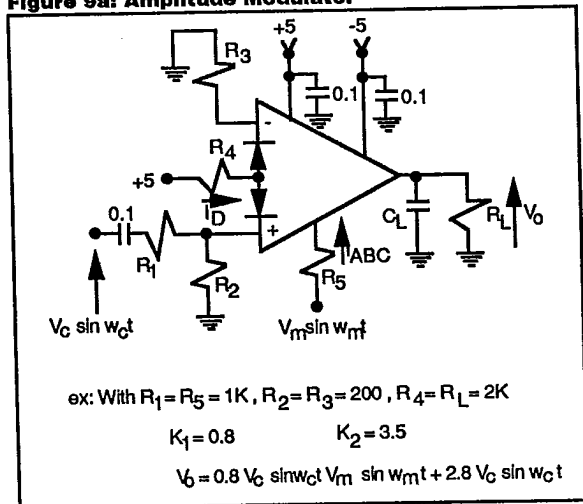 Figure 9a: Amplitude Modulator
+5
-5
R3
0.1
0.1
-
R4
+5
ID
0.1
+
R1
R2
IABC
R5
CL
RL
Vo
Vc sin wct
Vm sin wmt
ex: With R1=R5=1K, R2=R3=200, R4=RL=2K
K1=0.8 K2=3.5
Vo=0.8 Vc sinwct Vm sin wmt+2.8 Vc sin wct